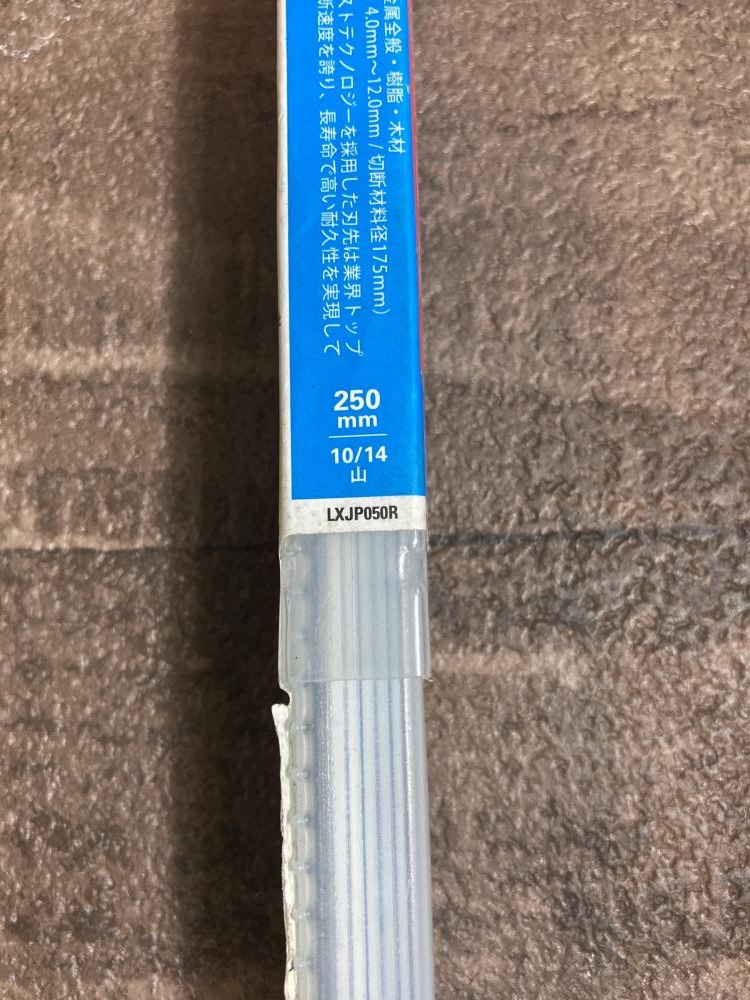 金属全般・樹脂・木材
4.0mm～12.0mm / 切断材料径175mm）
ストテクノロジーを採用した刃先は業界トップ
断速度を誇り、長寿命で高い耐久性を実現して
250
mm
10/14
山
LXJP050R